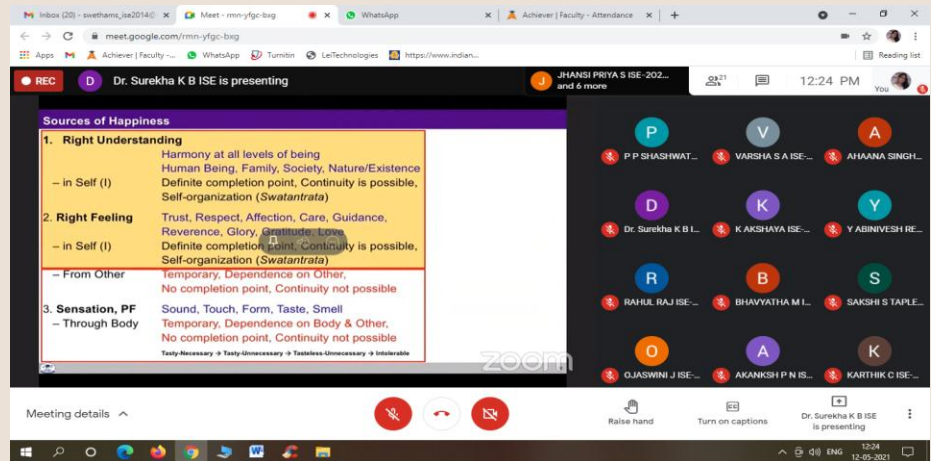 Inbox (20) - swethams_ise2014@
Meet - rmn-yfgc-bxg
WhatsApp
Achiever | Faculty - Attendance
meet.google.com/rmn-yfgc-bxg
Apps
Achiever | Faculty -...
WhatsApp
Turnitin
LeiTechnologies
https://www.indian...
Reading list
REC
D
Dr. Surekha K B ISE is presenting
J
JHANSI PRIYA S ISE-202...
and 6 more
21
12:24 PM
You
Sources of Happiness
1. Right Understanding
Harmony at all levels of being
Human Being, Family, Society, Nature/Existence
– in Self (I) Definite completion point, Continuity is possible,
Self-organization (Swatantrata)
2. Right Feeling Trust, Respect, Affection, Care, Guidance,
Reverence, Glory, Gratitude, Love
– in Self (I) Definite completion point, Continuity is possible,
Self-organization (Swatantrata)
– From Other Temporary, Dependence on Other,
No completion point, Continuity not possible
3. Sensation, PF Sound, Touch, Form, Taste, Smell
– Through Body Temporary, Dependence on Body & Other,
No completion point, Continuity not possible
Tasty-Necessary → Tasty-Unnecessary → Tasteless-Unnecessary → Intolerable
zoom
P
V
A
P P SHASHWAT...
VARSHA S A ISE-...
AHAANA SINGH...
D
K
Y
Dr. Surekha K B I...
K AKSHAYA ISE-...
Y ABINIVESH RE...
R
B
S
RAHUL RAJ ISE-...
BHAVYATHA M I...
SAKSHI S TAPLE...
O
A
K
OJASWINI J ISE-...
AKANKSH P N IS...
KARTHIK C ISE-...
Meeting details
Raise hand
Turn on captions
Dr. Surekha K B ISE
is presenting
ENG
12:24
12-05-2021